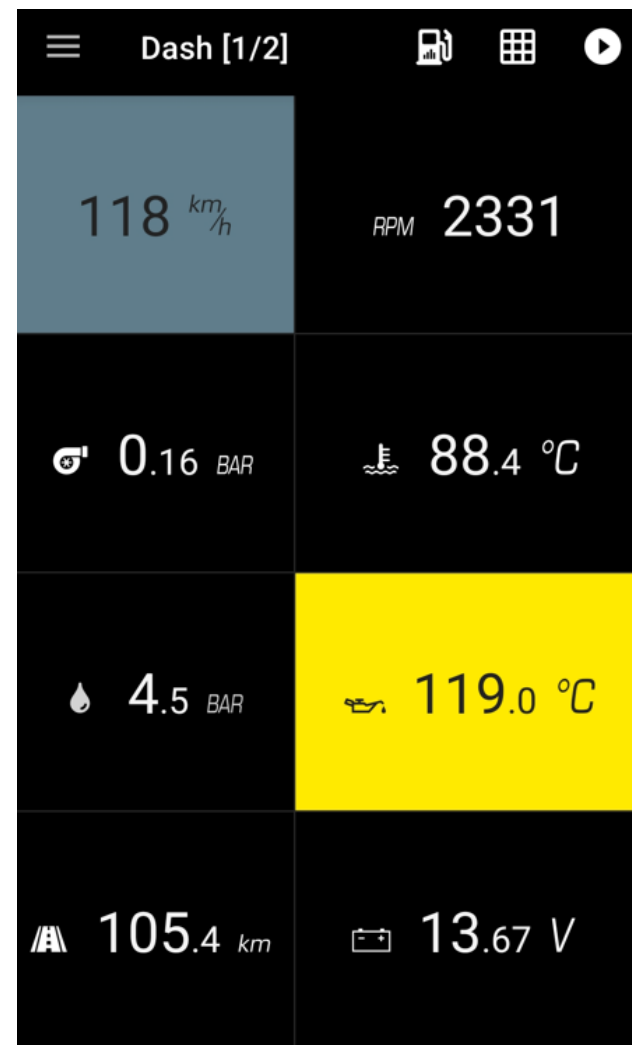 Dash [1/2]
118 km/h
RPM 2331
0.16 BAR
88.4 °C
4.5 BAR
119.0 °C
105.4 km
13.67 V